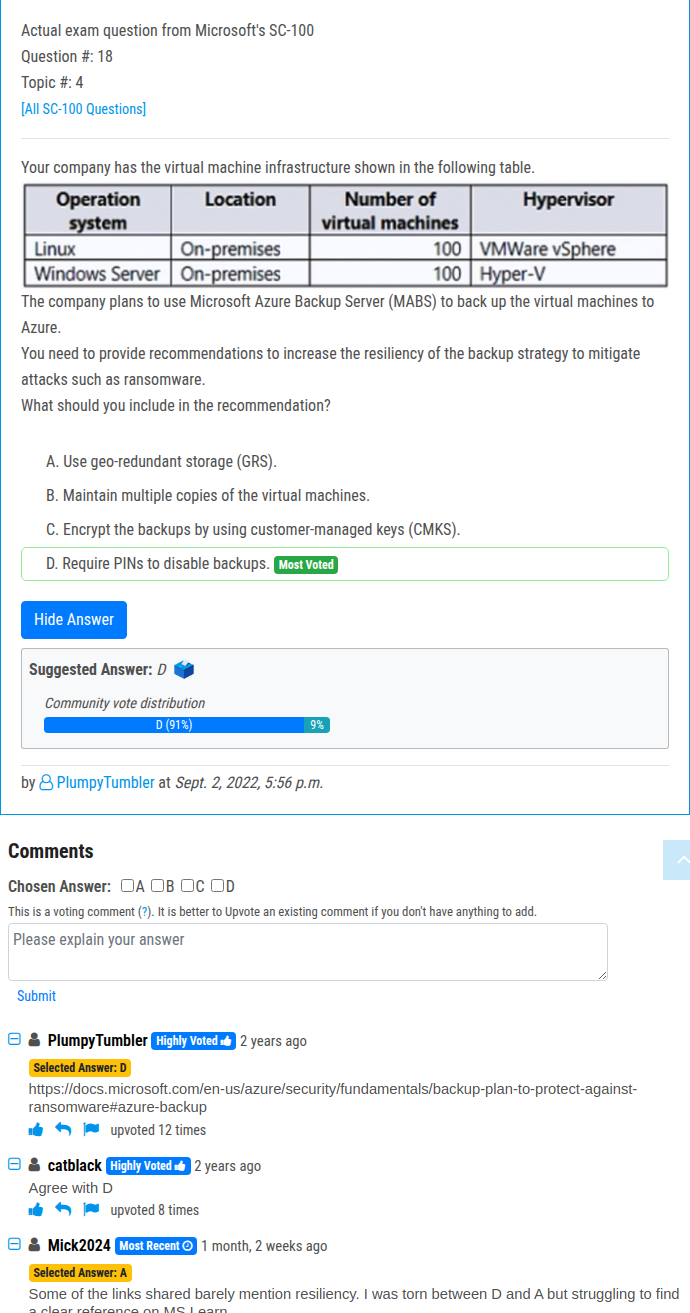 Actual exam question from Microsoft's SC-100
Question #: 18
Topic #: 4
[All SC-100 Questions]
Your company has the virtual machine infrastructure shown in the following table.
Operation system Location Number of virtual machines Hypervisor
Linux On-premises 100 VMWare vSphere
Windows Server On-premises 100 Hyper-V
The company plans to use Microsoft Azure Backup Server (MABS) to back up the virtual machines to
Azure.
You need to provide recommendations to increase the resiliency of the backup strategy to mitigate
attacks such as ransomware.
What should you include in the recommendation?
A. Use geo-redundant storage (GRS).
B. Maintain multiple copies of the virtual machines.
C. Encrypt the backups by using customer-managed keys (CMKS).
D. Require PINs to disable backups. Most Voted
Hide Answer
Suggested Answer: D
Community vote distribution
D (91%) 9%
by PlumpyTumbler at Sept. 2, 2022, 5:56 p.m.
Comments
Chosen Answer: A B C D
This is a voting comment (?). It is better to Upvote an existing comment if you don't have anything to add.
Please explain your answer
Submit
PlumpyTumbler Highly Voted 2 years ago
Selected Answer: D
https://docs.microsoft.com/en-us/azure/security/fundamentals/backup-plan-to-protect-against-
ransomware#azure-backup
upvoted 12 times
catblack Highly Voted 2 years ago
Agree with D
upvoted 8 times
Mick2024 Most Recent 1 month, 2 weeks ago
Selected Answer: A
Some of the links shared barely mention resiliency. I was torn between D and A but struggling to find
a clear reference on MS Learn